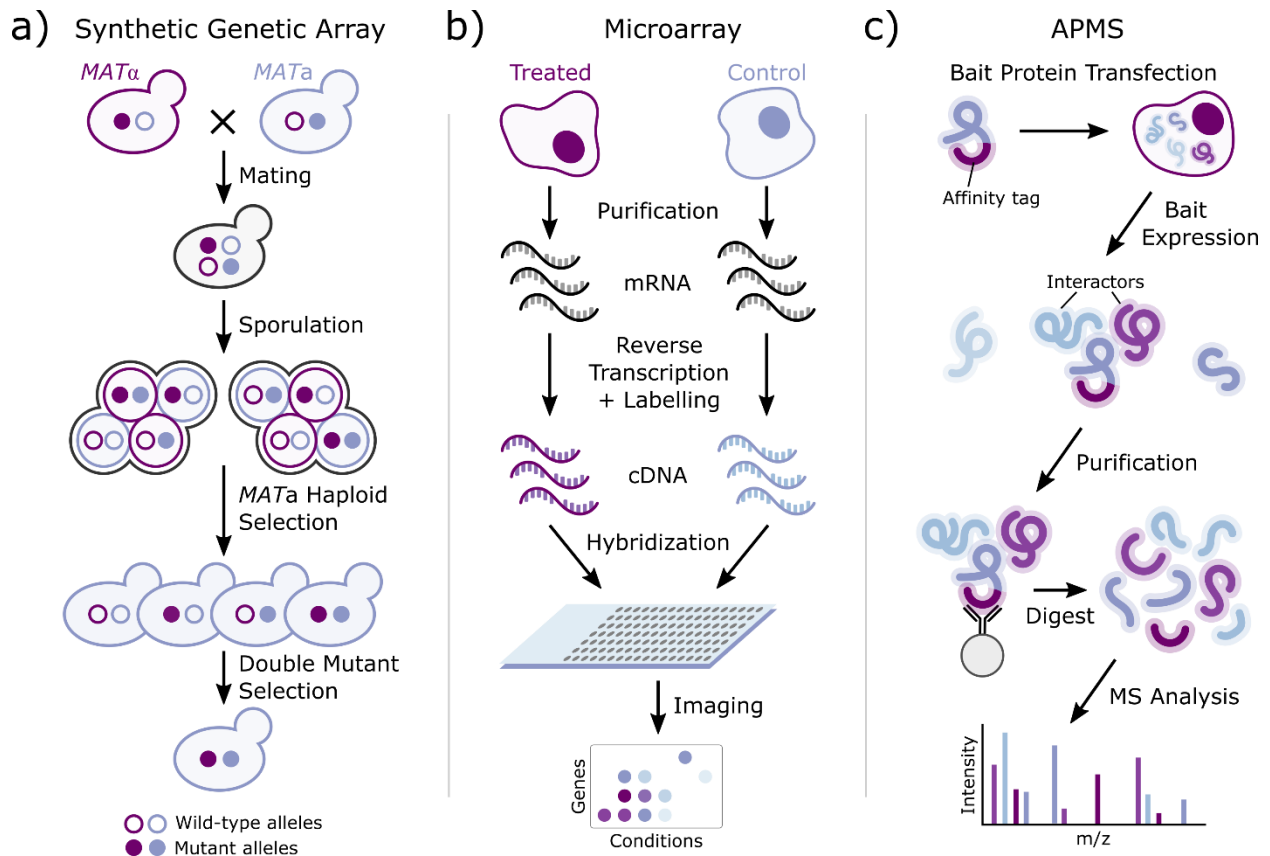 a) Synthetic Genetic Array
MATα
MATa
Mating
Sporulation
MATa Haploid
Selection
Double Mutant
Selection
Wild-type alleles
Mutant alleles
b) Microarray
Treated
Control
Purification
mRNA
Reverse
Transcription
+ Labelling
cDNA
Hybridization
Imaging
Genes
Conditions
c) APMS
Bait Protein Transfection
Affinity tag
Bait
Expression
Interactors
Purification
Digest
MS Analysis
Intensity
m/z